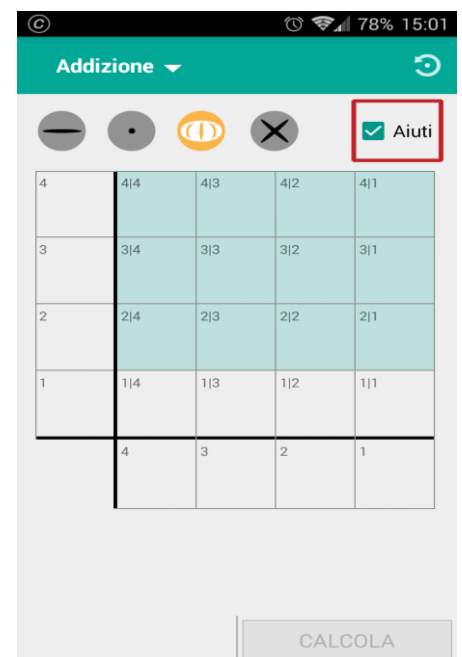 © 78% 15:01
Addizione
Aiuti
4 4|4 4|3 4|2 4|1
3 3|4 3|3 3|2 3|1
2 2|4 2|3 2|2 2|1
1 1|4 1|3 1|2 1|1
4 3 2 1
CALCOLA